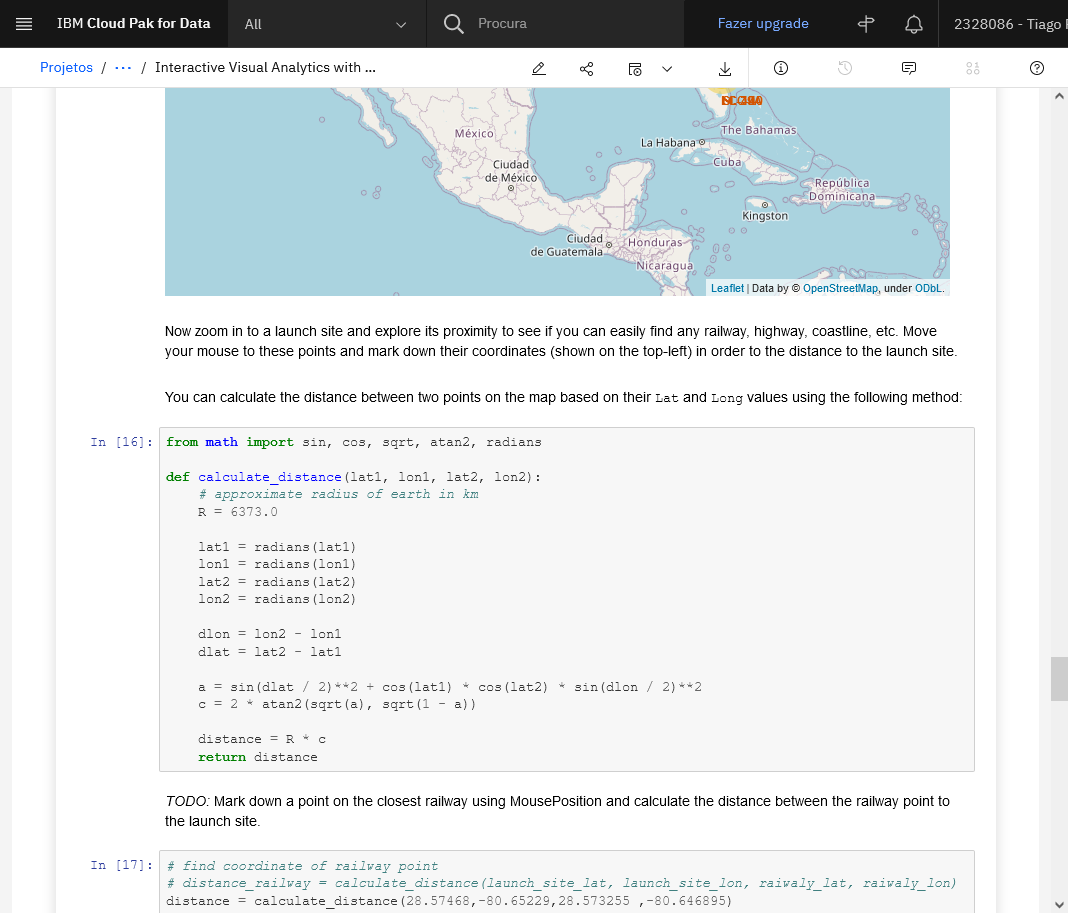 IBM Cloud Pak for Data
All
Procura
Fazer upgrade
2328086 - Tiago
Projetos / ··· / Interactive Visual Analytics with ...
México
La Habana
The Bahamas
Cuba
Ciudad
de México
República
Dominicana
Kingston
Ciudad
de Guatemala
Honduras
Nicaragua
Leaflet | Data by © OpenStreetMap, under ODbL.
Now zoom in to a launch site and explore its proximity to see if you can easily find any railway, highway, coastline, etc. Move
your mouse to these points and mark down their coordinates (shown on the top-left) in order to the distance to the launch site.
You can calculate the distance between two points on the map based on their Lat and Long values using the following method:
In [16]:
from math import sin, cos, sqrt, atan2, radians
def calculate_distance(lat1, lon1, lat2, lon2):
# approximate radius of earth in km
R = 6373.0
lat1 = radians(lat1)
lon1 = radians(lon1)
lat2 = radians(lat2)
lon2 = radians(lon2)
dlon = lon2 - lon1
dlat = lat2 - lat1
a = sin(dlat / 2)**2 + cos(lat1) * cos(lat2) * sin(dlon / 2)**2
c = 2 * atan2(sqrt(a), sqrt(1 - a))
distance = R * c
return distance
TODO: Mark down a point on the closest railway using MousePosition and calculate the distance between the railway point to
the launch site.
In [17]:
# find coordinate of railway point
# distance_railway = calculate_distance(launch_site_lat, launch_site_lon, raiwaly_lat, raiwaly_lon)
distance = calculate_distance(28.57468,-80.65229,28.573255 ,-80.646895)